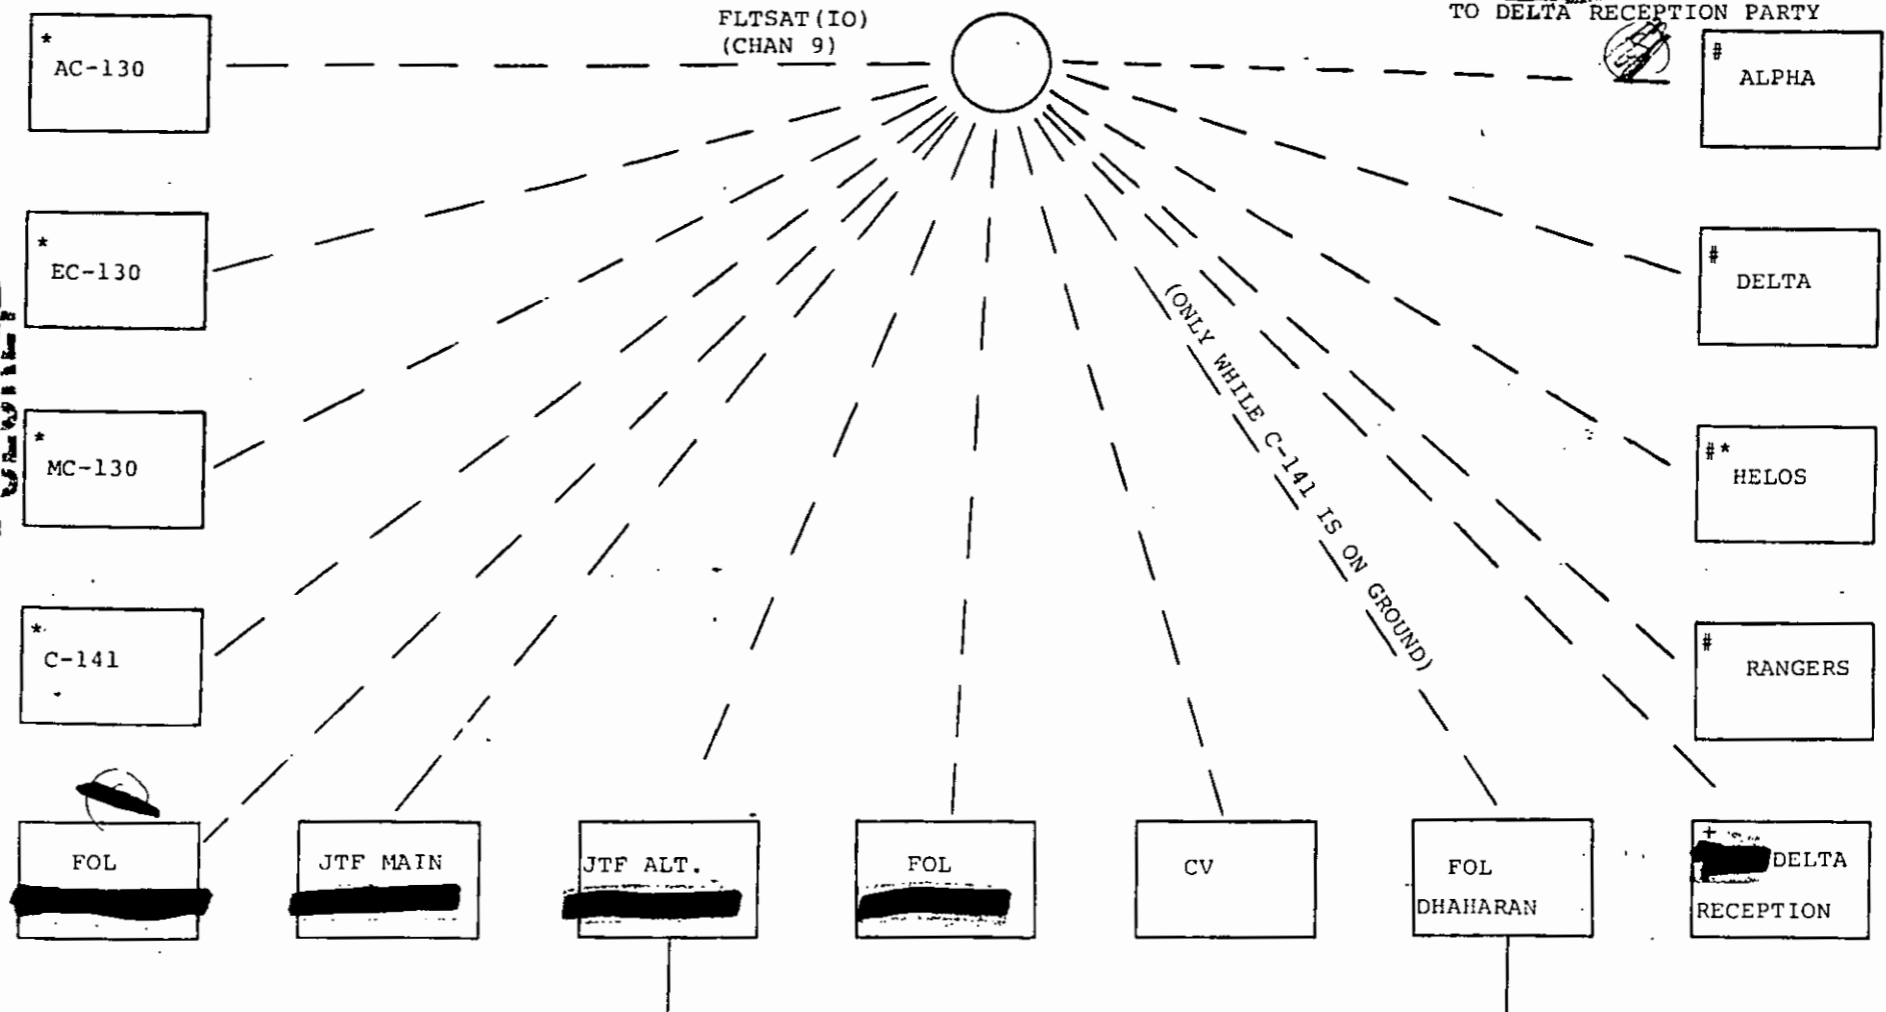 FLTSAT(IO)
(CHAN 9)
TO DELTA RECEPTION PARTY
*
AC-130
#
ALPHA
*
EC-130
#
DELTA
*
MC-130
#*
HELOS
*
C-141
#
RANGERS
(ONLY WHILE C-141 IS ON GROUND)
FOL
JTF MAIN
JTF ALT.
FOL
CV
FOL
DHAHARAN
+
DELTA
RECEPTION